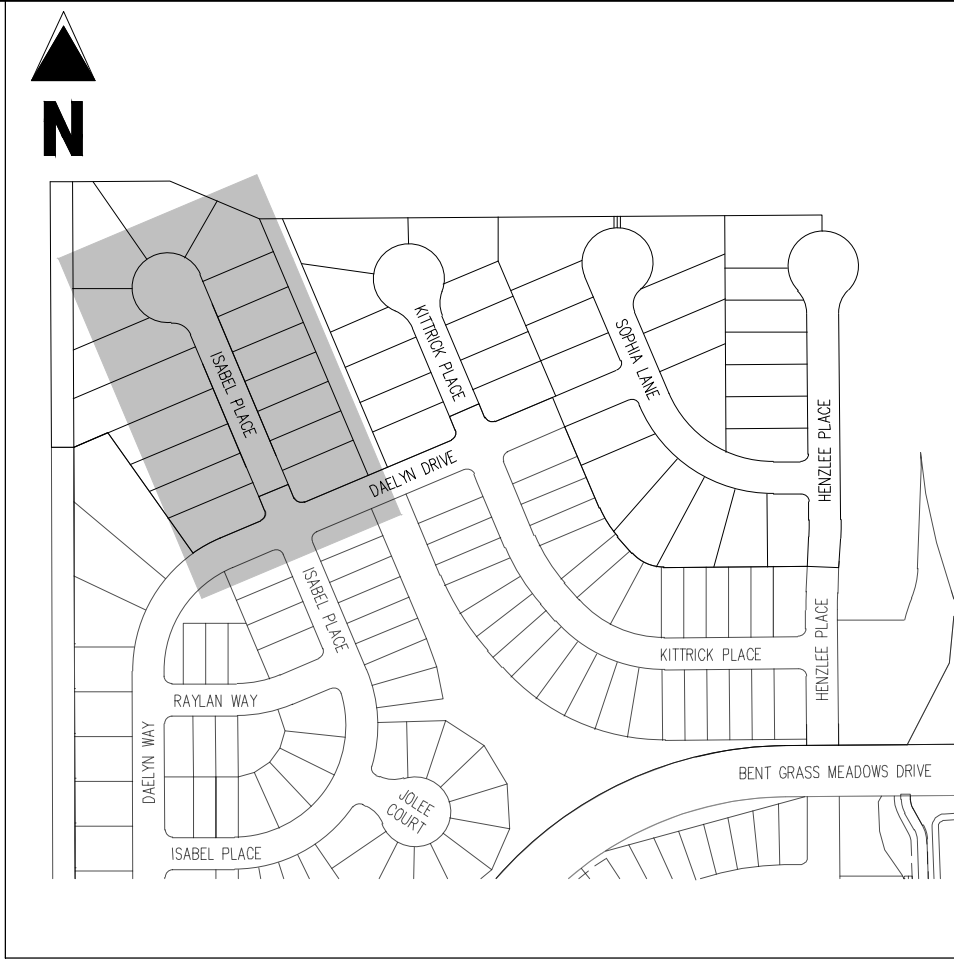 N
ISABEL PLACE
KITTRICK PLACE
SOPHIA LANE
HENZLEE PLACE
DAELYN DRIVE
ISABEL PLACE
HENZLEE PLACE
KITTRICK PLACE
RAYLAN WAY
DAELYN WAY
BENT GRASS MEADOWS DRIVE
JOLEE
COURT
ISABEL PLACE